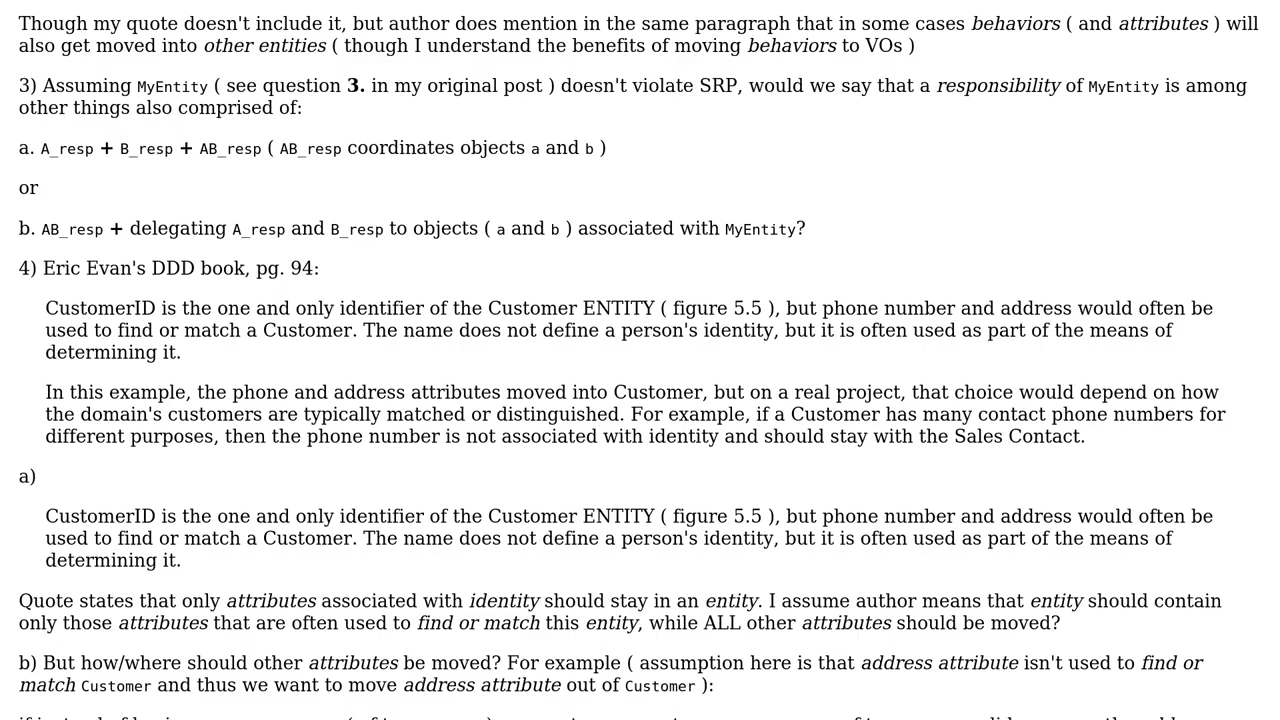 Though my quote doesn't include it, but author does mention in the same paragraph that in some cases behaviors ( and attributes ) will
also get moved into other entities ( though I understand the benefits of moving behaviors to VOs )
3) Assuming MyEntity ( see question 3. in my original post ) doesn't violate SRP, would we say that a responsibility of MyEntity is among
other things also comprised of:
a. A_resp + B_resp + AB_resp ( AB_resp coordinates objects a and b )
or
b. AB_resp + delegating A_resp and B_resp to objects ( a and b ) associated with MyEntity?
4) Eric Evan's DDD book, pg. 94:
CustomerID is the one and only identifier of the Customer ENTITY ( figure 5.5 ), but phone number and address would often be
used to find or match a Customer. The name does not define a person's identity, but it is often used as part of the means of
determining it.
In this example, the phone and address attributes moved into Customer, but on a real project, that choice would depend on how
the domain's customers are typically matched or distinguished. For example, if a Customer has many contact phone numbers for
different purposes, then the phone number is not associated with identity and should stay with the Sales Contact.
a)
CustomerID is the one and only identifier of the Customer ENTITY ( figure 5.5 ), but phone number and address would often be
used to find or match a Customer. The name does not define a person's identity, but it is often used as part of the means of
determining it.
Quote states that only attributes associated with identity should stay in an entity. I assume author means that entity should contain
only those attributes that are often used to find or match this entity, while ALL other attributes should be moved?
b) But how/where should other attributes be moved? For example ( assumption here is that address attribute isn't used to find or
match Customer and thus we want to move address attribute out of Customer ):